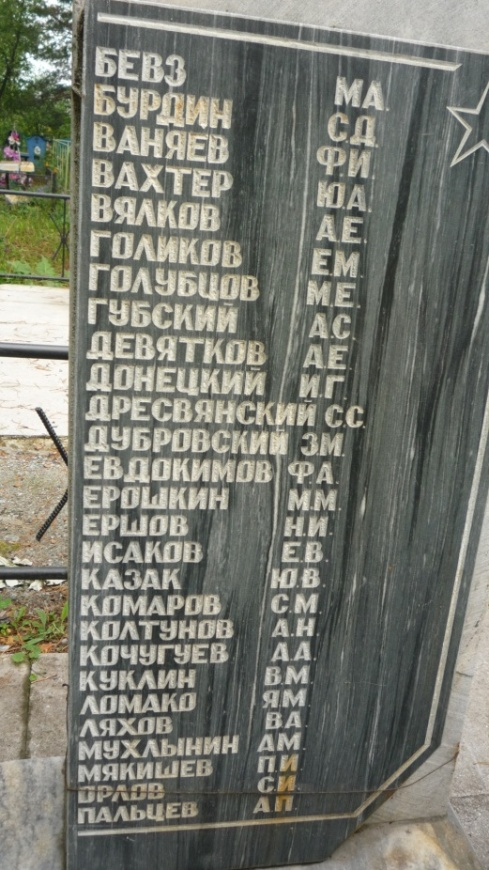 БЕВЗ М.А.
БУРДИН С.Д.
ВАНЯЕВ Ф.И.
ВАХТЕР Ю.А.
ВЯЛКОВ А.Е.
ГОЛИКОВ Е.М.
ГОЛУБЦОВ М.Е.
ГУБСКИЙ А.С.
ДЕВЯТКОВ А.Е.
ДОНЕЦКИЙ И.Г.
ДРЕСВЯНСКИЙ С.С.
ДУБРОВСКИЙ З.М.
ЕВДОКИМОВ Ф.А.
ЕРОШКИН М.М.
ЕРШОВ Н.И.
ИСАКОВ Е.В.
КАЗАК Ю.В.
КОМАРОВ С.М.
КОЛТУНОВ А.Н.
КОЧУГУЕВ А.А.
КУКЛИН В.М.
ЛОМАКО Я.М.
ЛЯХОВ В.А.
МУХЛЫНИН А.М.
МЯКИШЕВ П.И.
ОРЛОВ С.И.
ПАЛЬЦЕВ А.П.